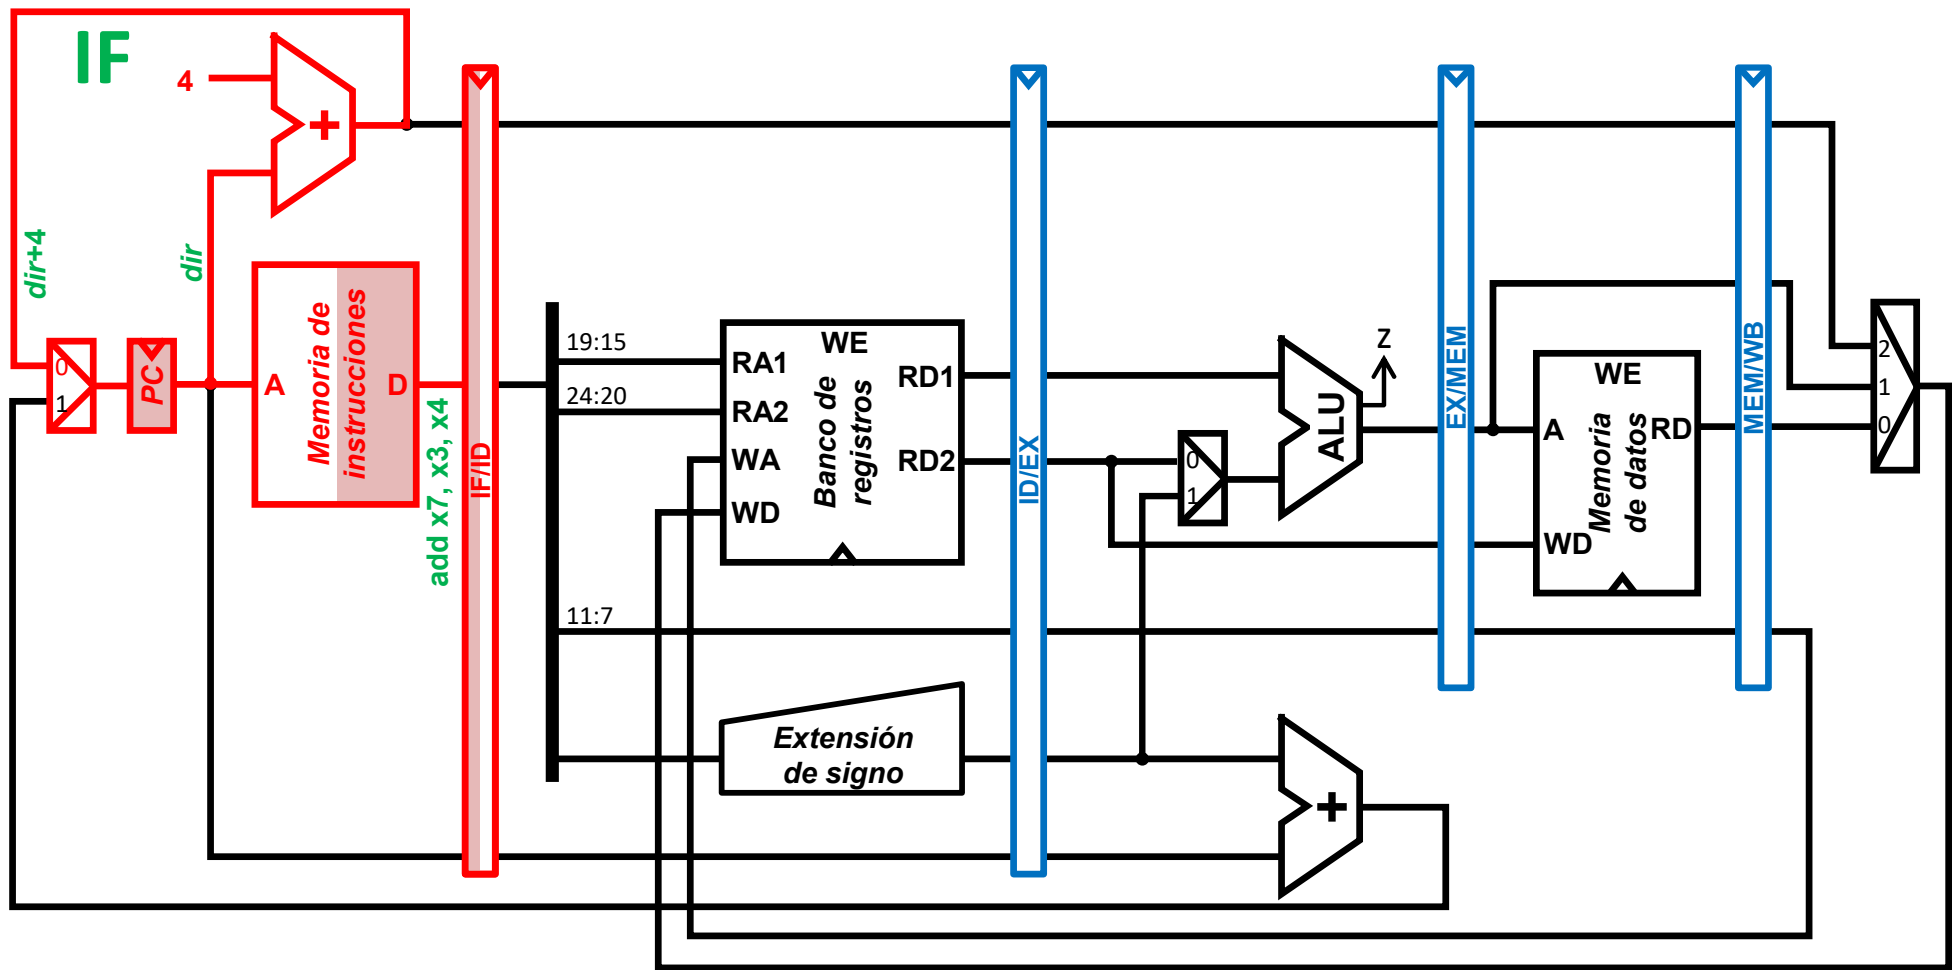 IF
4
+
dir+4
dir
Memoria de
instrucciones
A
D
0
1
PC
add x7, x3, x4
IF/ID
19:15
24:20
11:7
WE
RA1
RA2
WA
WD
Banco de
registros
RD1
RD2
Extensión
de signo
ID/EX
0
1
ALU
Z
+
EX/MEM
WE
A
RD
WD
Memoria
de datos
MEM/WB
2
1
0